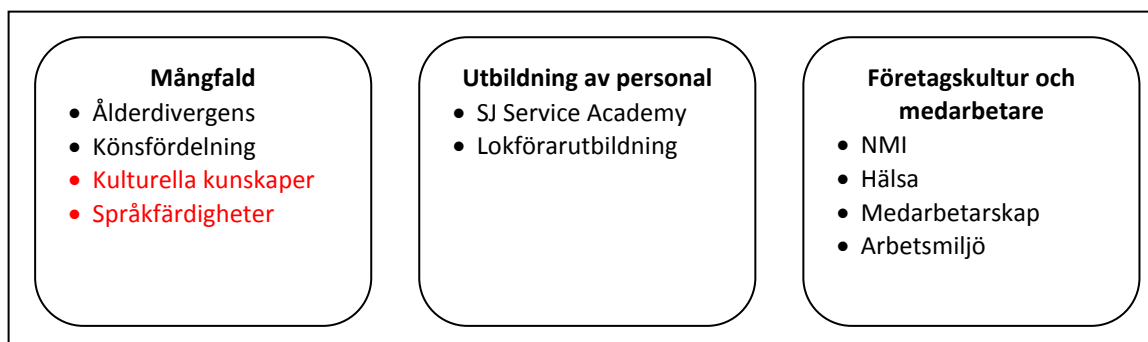 Mångfald
• Ålderdivergens
• Könsfördelning
• Kulturella kunskaper
• Språkfärdigheter
Utbildning av personal
• SJ Service Academy
• Lokförarutbildning
Företagskultur och
medarbetare
• NMI
• Hälsa
• Medarbetarskap
• Arbetsmiljö